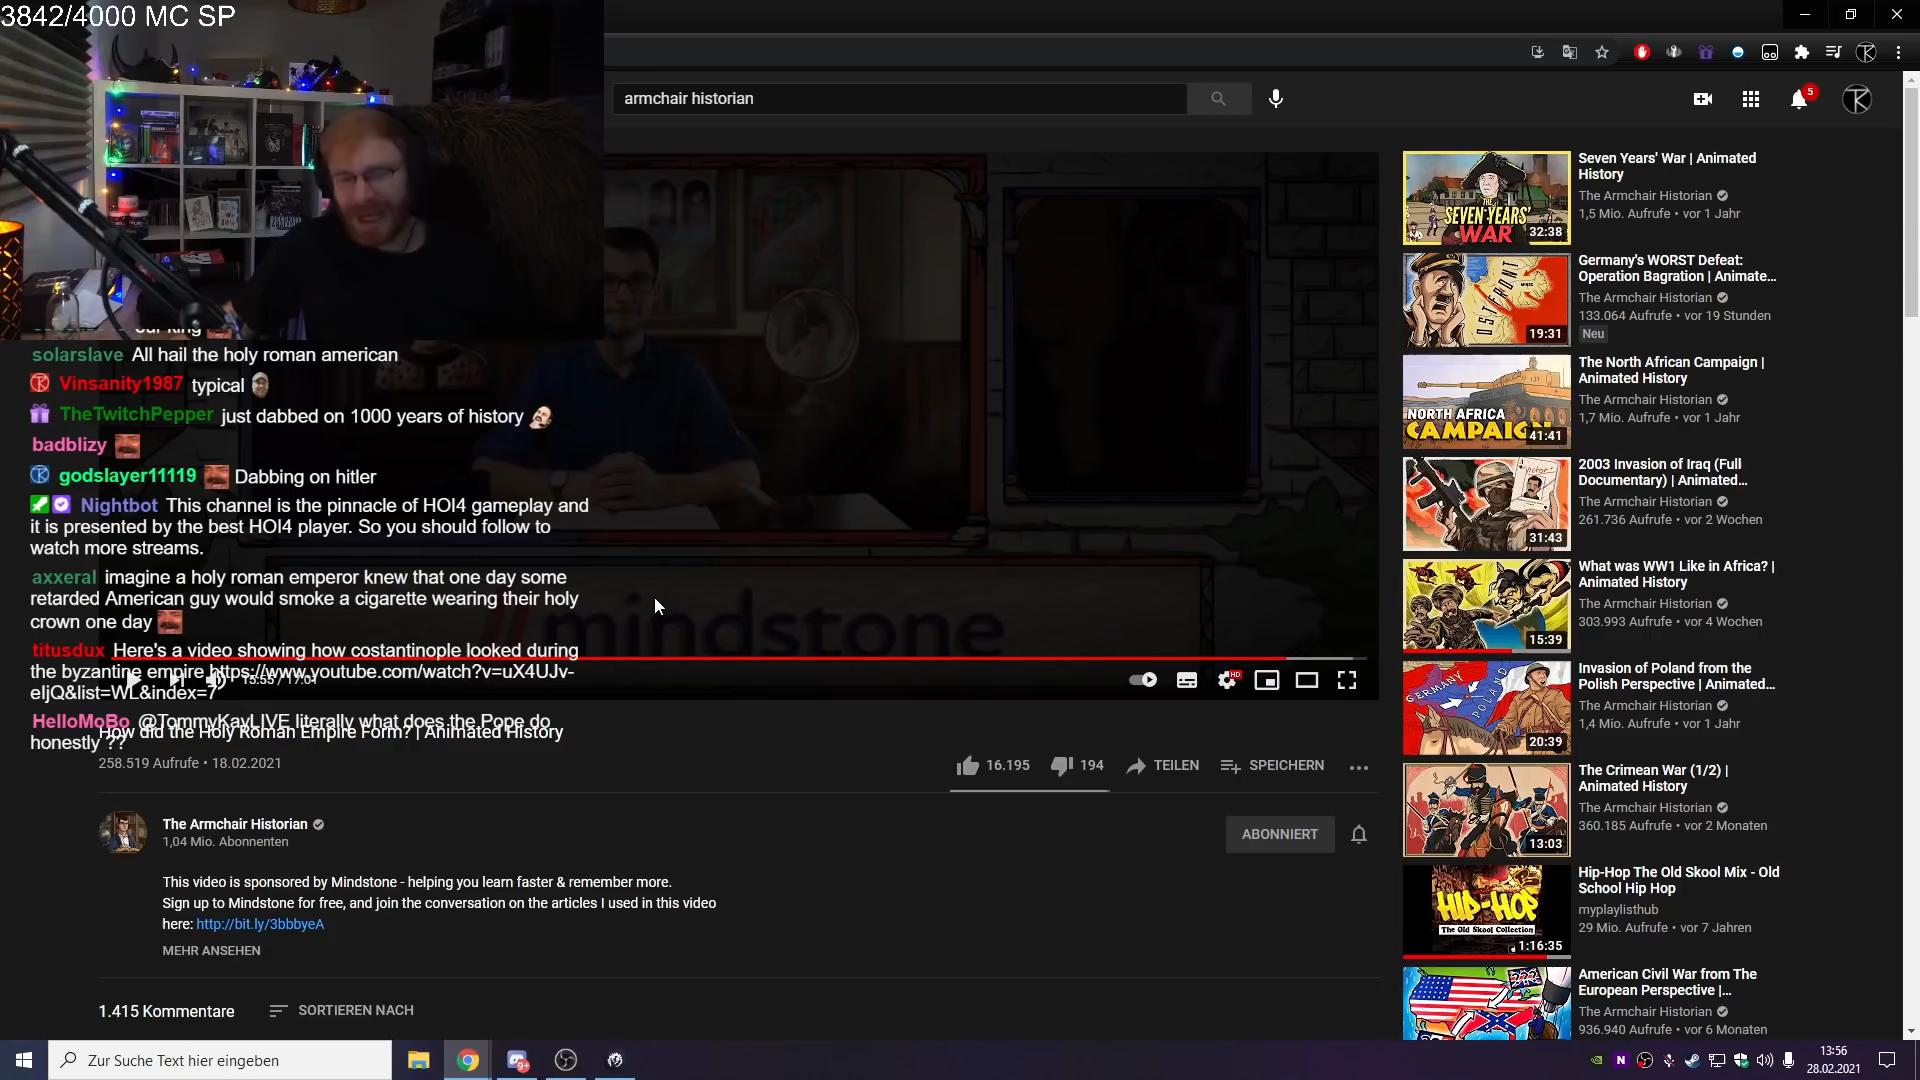 3842/4000 MC SP
armchair historian
5
solarslave All hail the holy roman american
Vinsanity1987 typical
TheTwitchPepper just dabbed on 1000 years of history
badblizy
godslayer11119 Dabbing on hitler
Nightbot This channel is the pinnacle of HOI4 gameplay and
it is presented by the best HOI4 player. So you should follow to
watch more streams.
axxeral imagine a holy roman emperor knew that one day some
retarded American guy would smoke a cigarette wearing their holy
crown one day
titusdux Here's a video showing how costantinople looked during
the byzantine empire https://www.youtube.com/watch?v=uX4UJv-
eIjQ&list=WL&index=7
HelloMoBo @TommyKayLIVE literally what does the Pope do
honestly ??
mindstone
15:55 / 17:01
HD
How did the Holy Roman Empire Form? | Animated History
258.519 Aufrufe • 18.02.2021
16.195
194
TEILEN
SPEICHERN
The Armchair Historian
1,04 Mio. Abonnenten
ABONNIERT
This video is sponsored by Mindstone - helping you learn faster & remember more.
Sign up to Mindstone for free, and join the conversation on the articles I used in this video
here: http://bit.ly/3bbbyeA
MEHR ANSEHEN
1.415 Kommentare
SORTIEREN NACH
THE
SEVEN YEARS'
WAR
32:38
Seven Years' War | Animated
History
The Armchair Historian
1,5 Mio. Aufrufe • vor 1 Jahr
OSTFRONT
MINSK
19:31
Germany's WORST Defeat:
Operation Bagration | Animate...
The Armchair Historian
133.064 Aufrufe • vor 19 Stunden
Neu
NORTH AFRICA
CAMPAIGN
41:41
The North African Campaign |
Animated History
The Armchair Historian
1,7 Mio. Aufrufe • vor 1 Jahr
31:43
2003 Invasion of Iraq (Full
Documentary) | Animated...
The Armchair Historian
261.736 Aufrufe • vor 2 Wochen
15:39
What was WW1 Like in Africa? |
Animated History
The Armchair Historian
303.993 Aufrufe • vor 4 Wochen
GERMANY
POLAND
20:39
Invasion of Poland from the
Polish Perspective | Animated...
The Armchair Historian
1,4 Mio. Aufrufe • vor 1 Jahr
13:03
The Crimean War (1/2) |
Animated History
The Armchair Historian
360.185 Aufrufe • vor 2 Monaten
HIP-HOP
The Old Skool Collection
1:16:35
Hip-Hop The Old Skool Mix - Old
School Hip Hop
myplaylisthub
29 Mio. Aufrufe • vor 7 Jahren
American Civil War from The
European Perspective |...
The Armchair Historian
936.940 Aufrufe • vor 6 Monaten
Zur Suche Text hier eingeben
13:56
28.02.2021